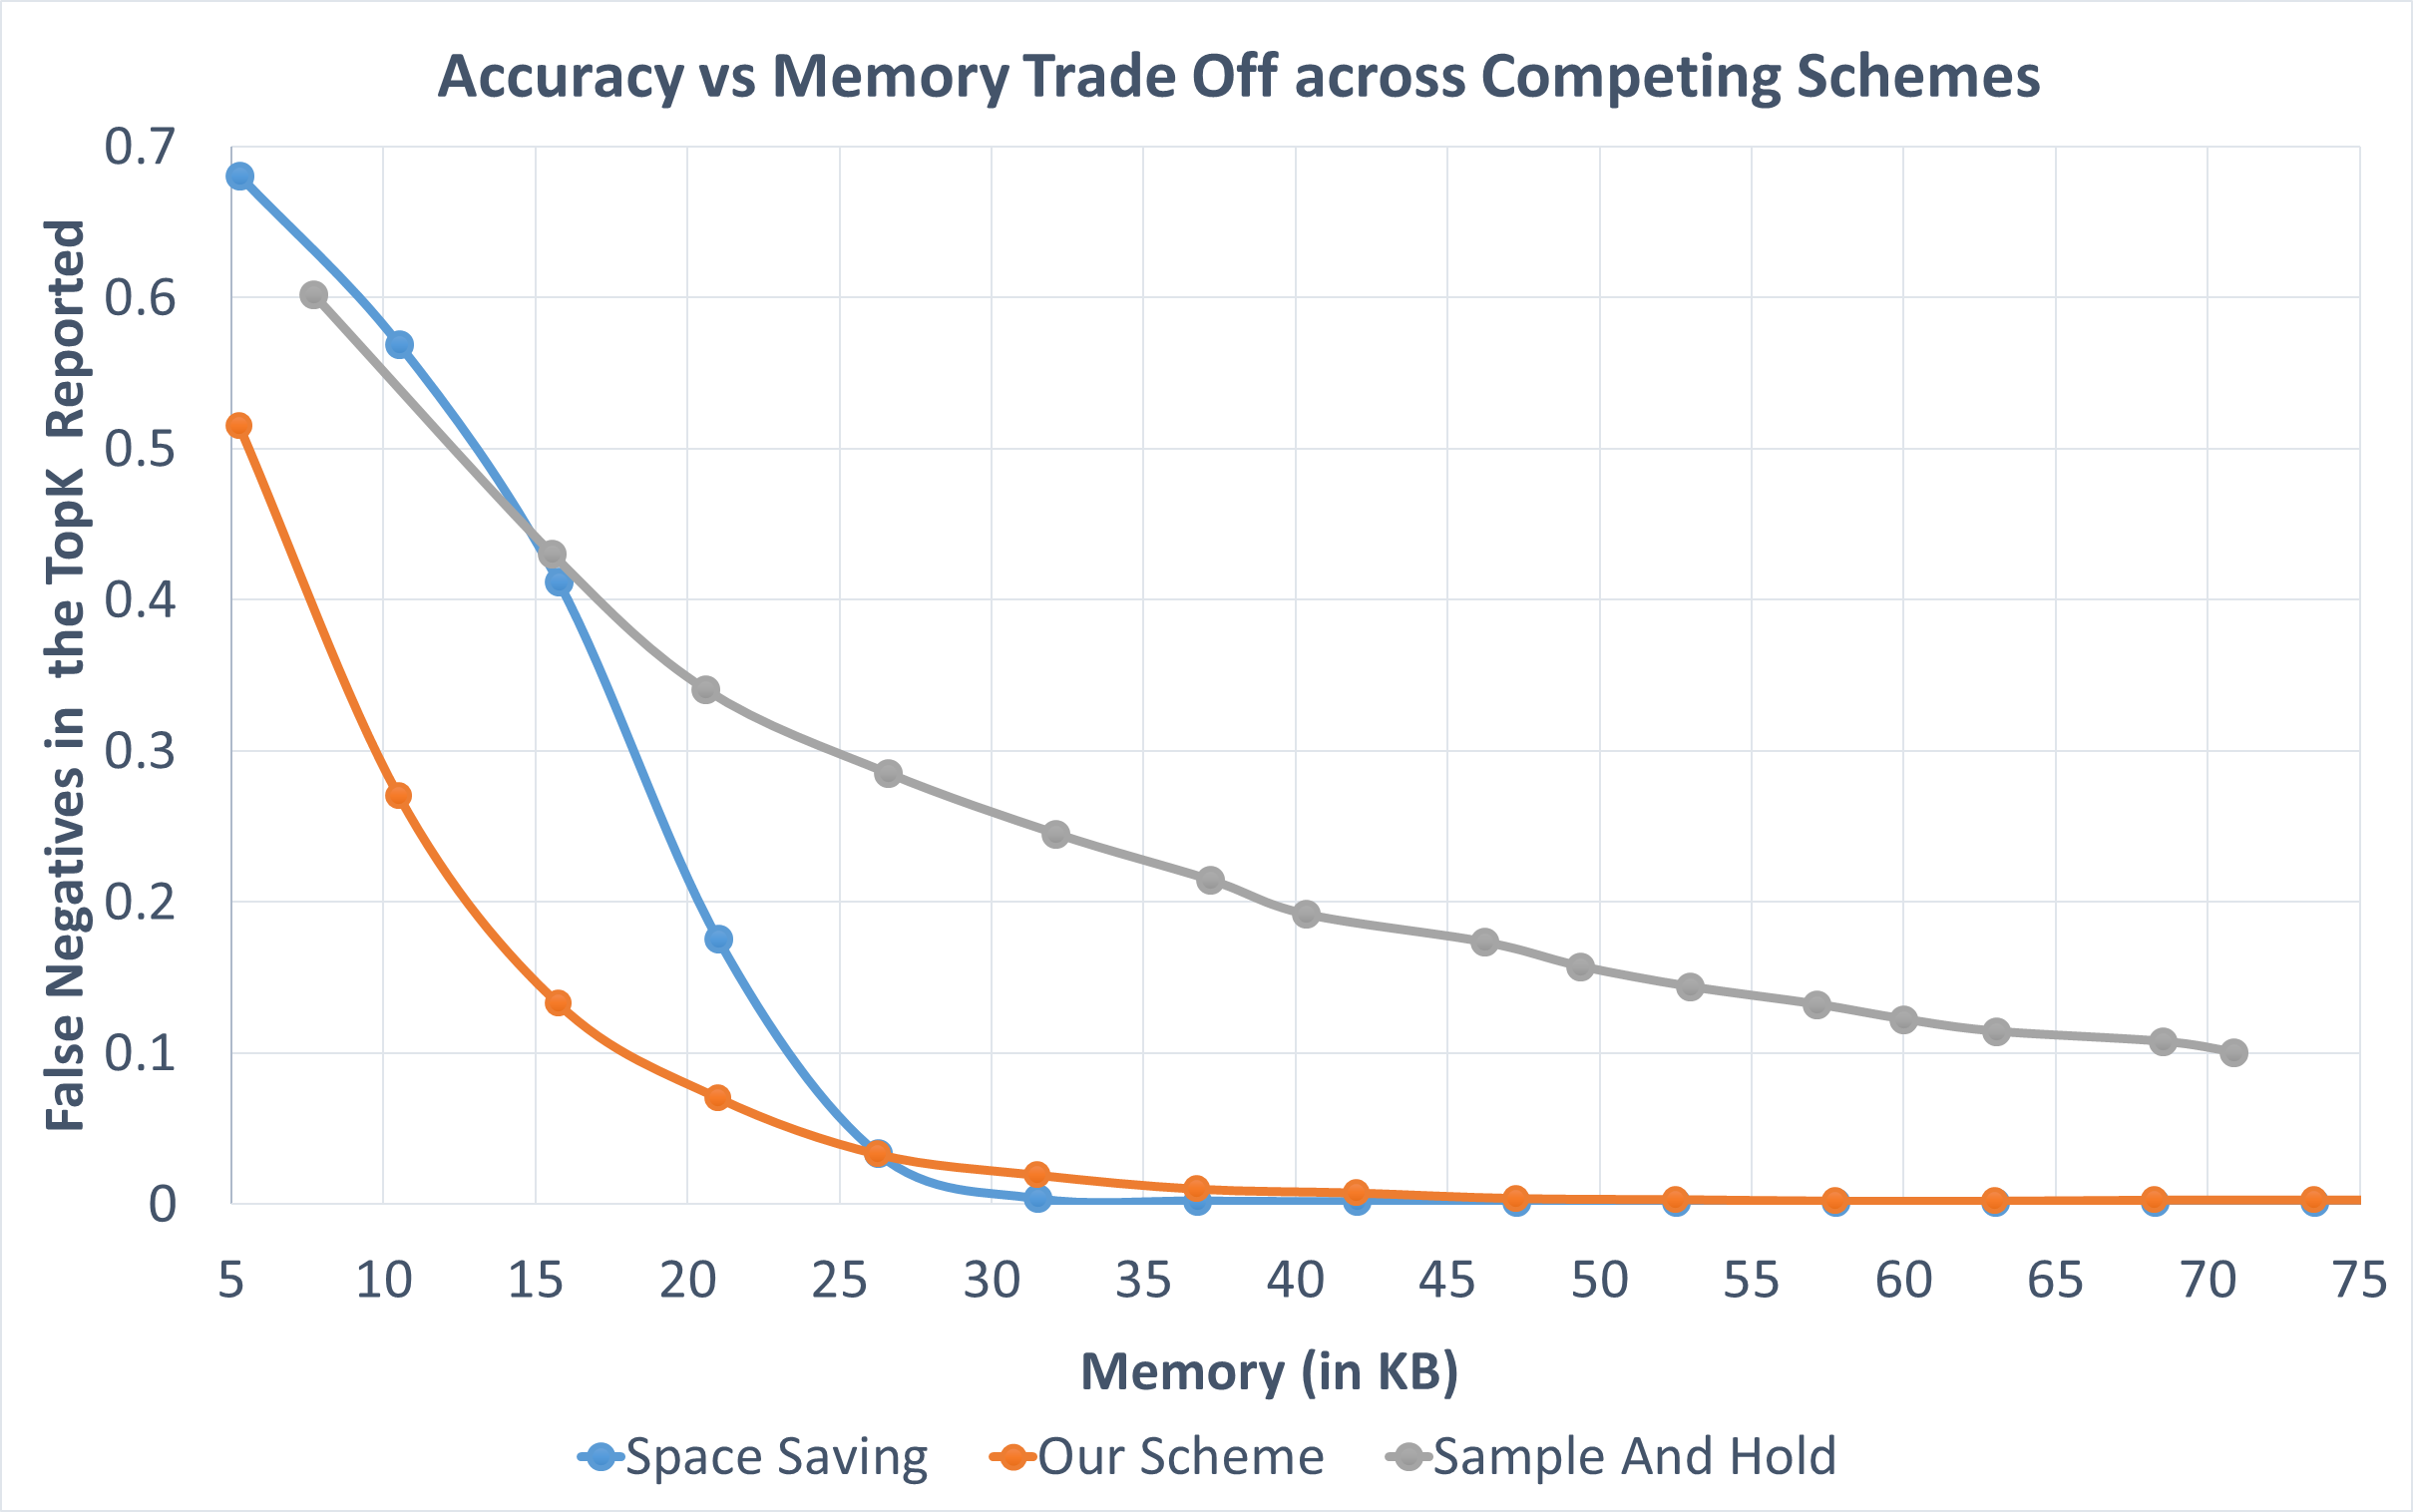 Accuracy vs Memory Trade Off across Competing Schemes
False Negatives in the TopK Reported
0.7
0.6
0.5
0.4
0.3
0.2
0.1
0
5 10 15 20 25 30 35 40 45 50 55 60 65 70 75
Memory (in KB)
Space Saving Our Scheme Sample And Hold